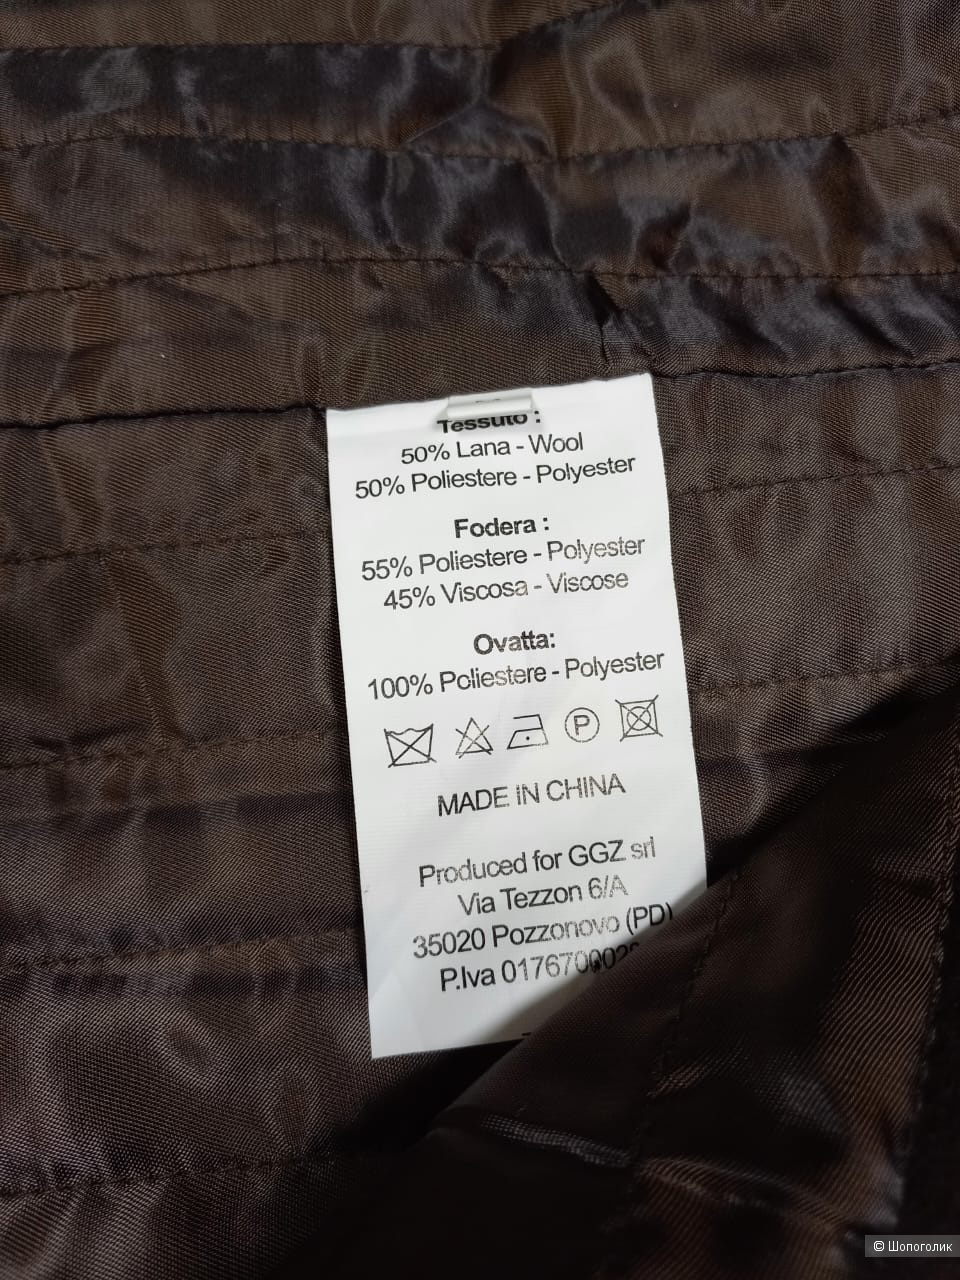 Tessuto :
50% Lana - Wool
50% Poliestere - Polyester
Fodera :
55% Poliestere - Polyester
45% Viscosa - Viscose
Ovatta:
100% Poliestere - Polyester
P
MADE IN CHINA
Produced for GGZ srl
Via Tezzon 6/A
35020 Pozzonovo (PD)
P.Iva
© Шопоголик